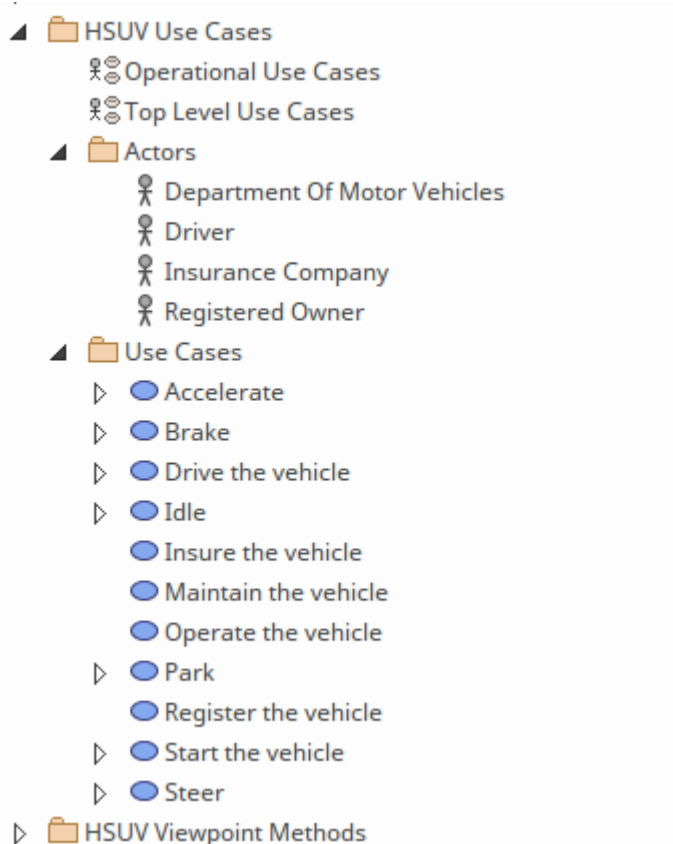 HSUV Use Cases
Operational Use Cases
Top Level Use Cases
Actors
Department Of Motor Vehicles
Driver
Insurance Company
Registered Owner
Use Cases
Accelerate
Brake
Drive the vehicle
Idle
Insure the vehicle
Maintain the vehicle
Operate the vehicle
Park
Register the vehicle
Start the vehicle
Steer
HSUV Viewpoint Methods